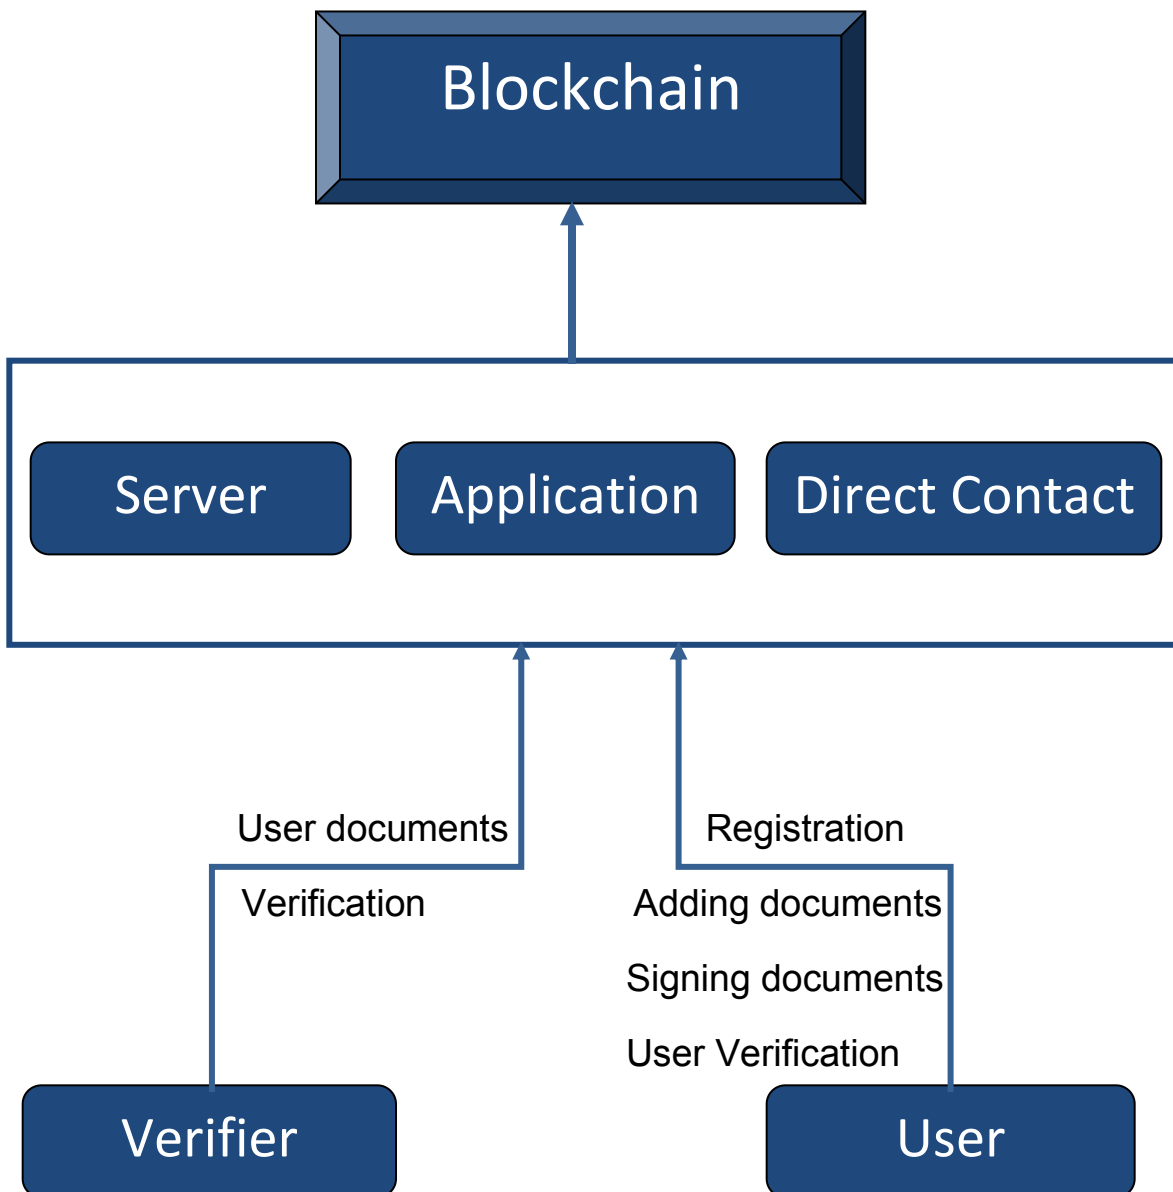 Blockchain
Server
Application
Direct Contact
User documents
Verification
Registration
Adding documents
Signing documents
User Verification
Verifier
User